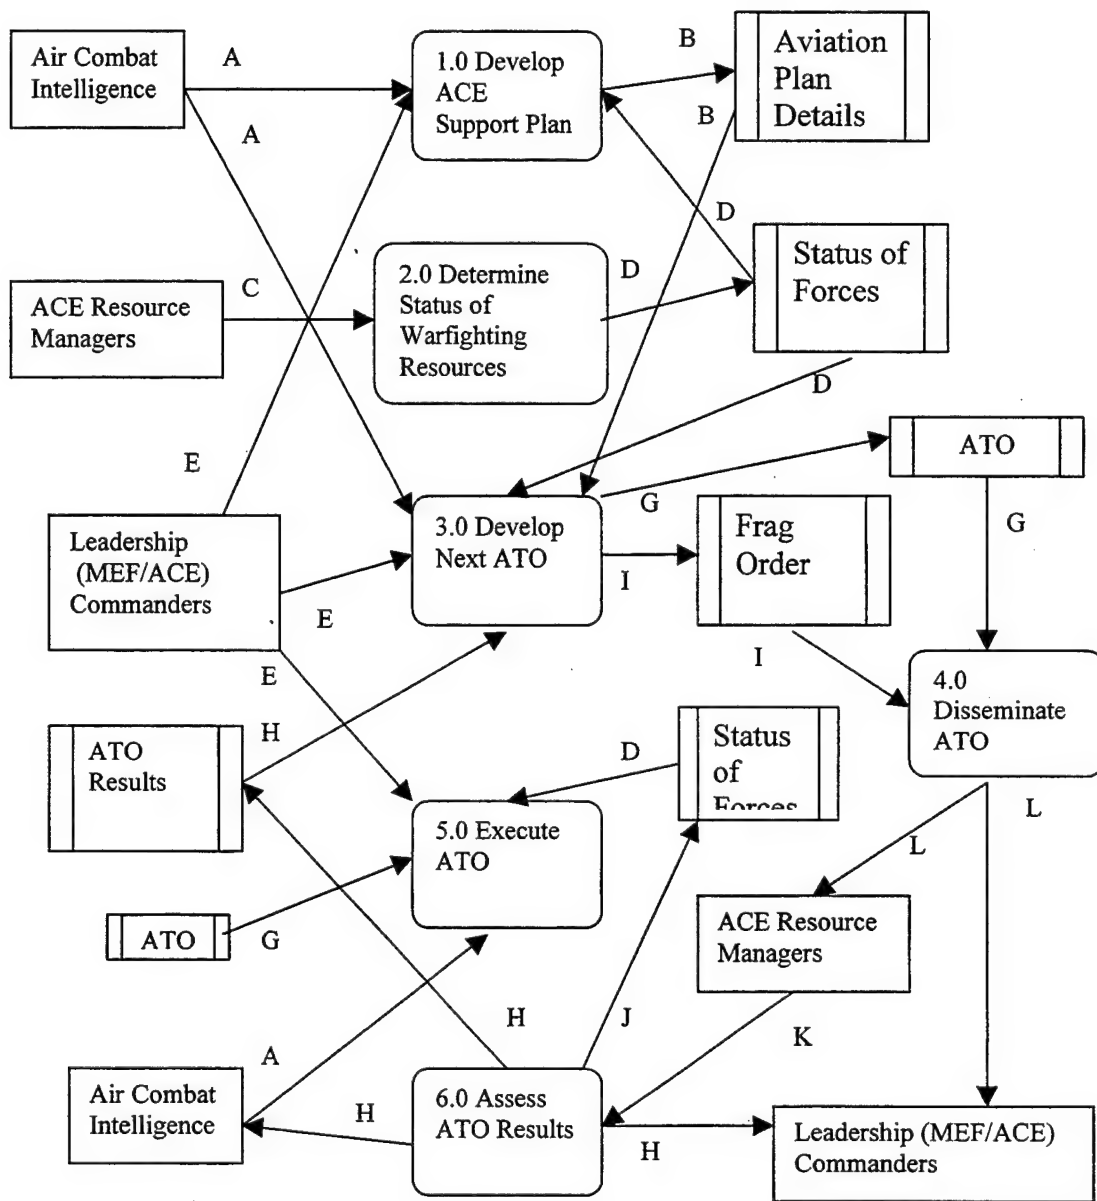 Air Combat
Intelligence
A
A
1.0 Develop
ACE
Support Plan
B
B
Aviation
Plan
Details
D
ACE Resource
Managers
C
2.0 Determine
Status of
Warfighting
Resources
D
Status of
Forces
D
E
G
ATO
G
Leadership
(MEF/ACE)
Commanders
E
E
3.0 Develop
Next ATO
I
Frag
Order
I
4.0
Disseminate
ATO
ATO
Results
H
D
Status
of
Forces
5.0 Execute
ATO
L
L
ATO
G
ACE Resource
Managers
H
J
K
Air Combat
Intelligence
A
H
6.0 Assess
ATO Results
H
Leadership (MEF/ACE)
Commanders